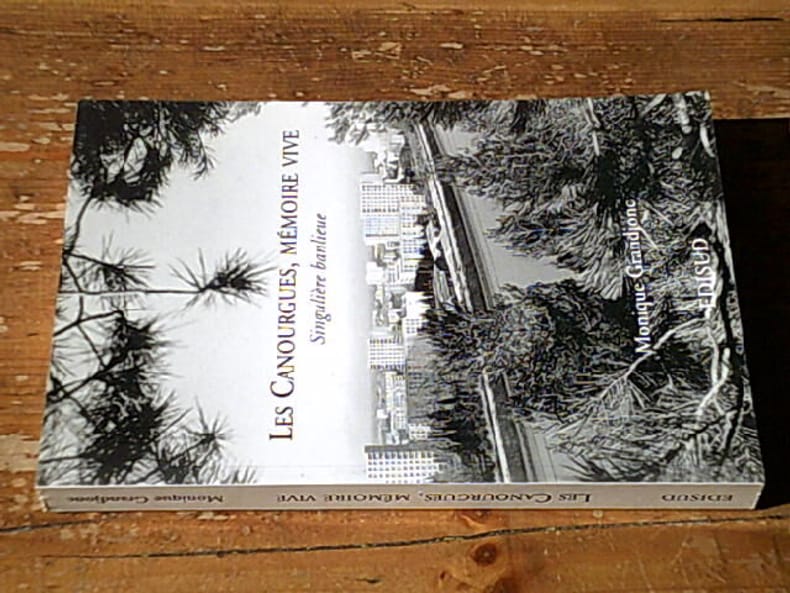 LES CANOURGUES, MÉMOIRE VIVE
Singulière banlieue
Monique Grandjonc
EDISUD
Monique Grandjonc
LES CANOURGUES, MÉMOIRE VIVE
EDISUD